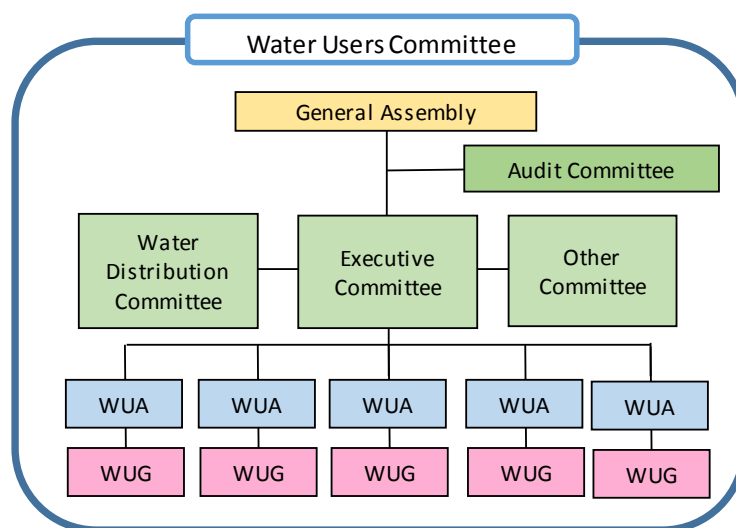 Water Users Committee
General Assembly
Audit Committee
Water
Distribution
Committee
Executive
Committee
Other
Committee
WUA
WUA
WUA
WUA
WUA
WUG
WUG
WUG
WUG
WUG